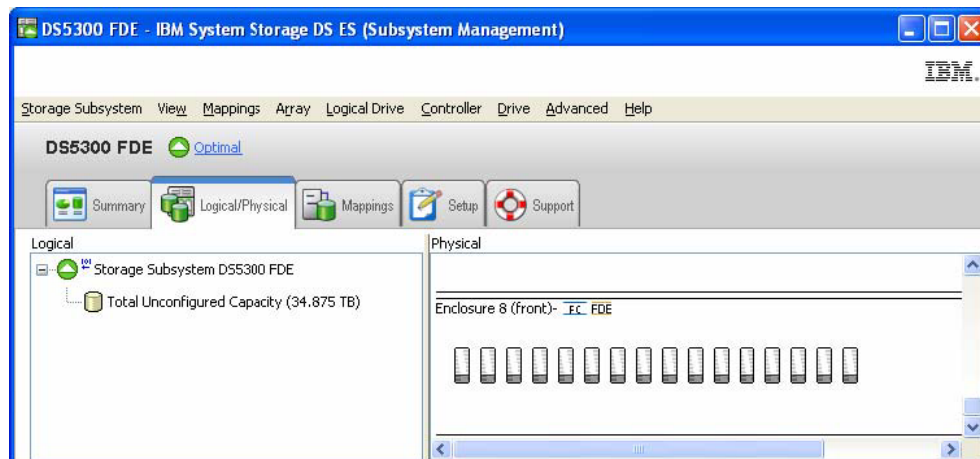 DS5300 FDE - IBM System Storage DS ES (Subsystem Management)
IBM.
Storage Subsystem View Mappings Array Logical Drive Controller Drive Advanced Help
DS5300 FDE Optimal
Summary Logical/Physical Mappings Setup Support
Logical
Storage Subsystem DS5300 FDE
Total Unconfigured Capacity (34.875 TB)
Physical
Enclosure 8 (front)- FC FDE